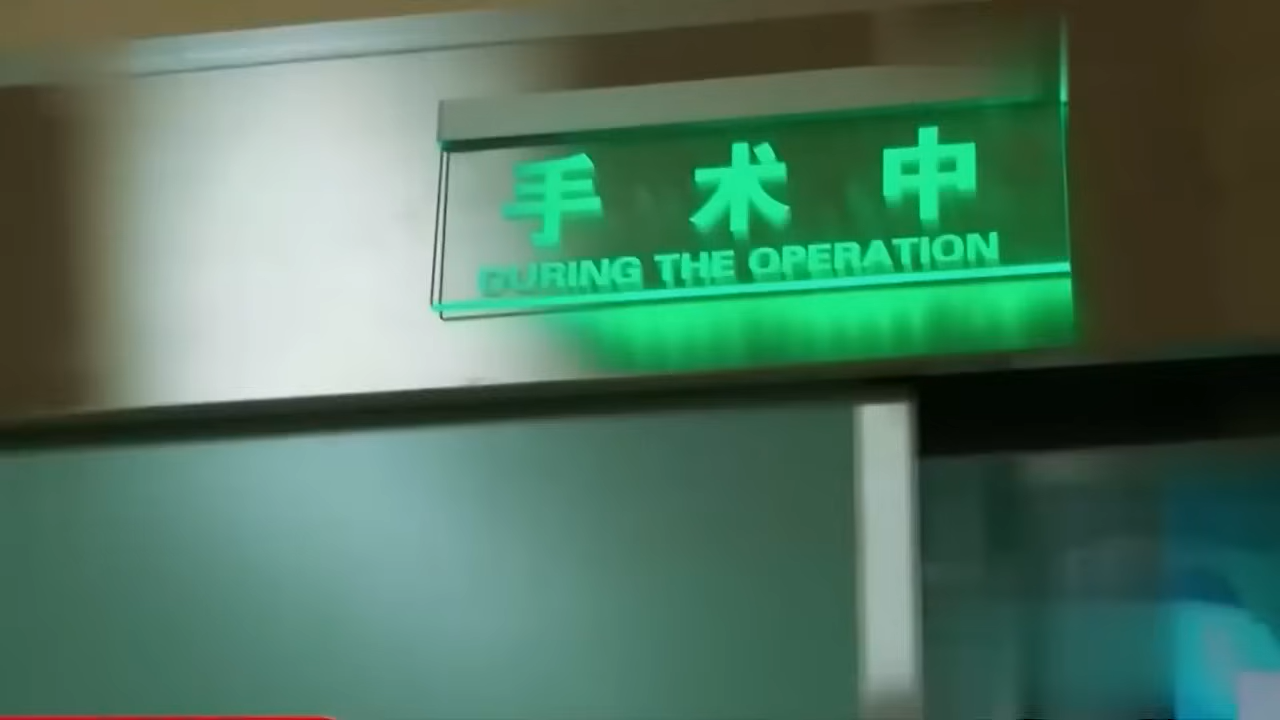 手术中
DURING THE OPERATION